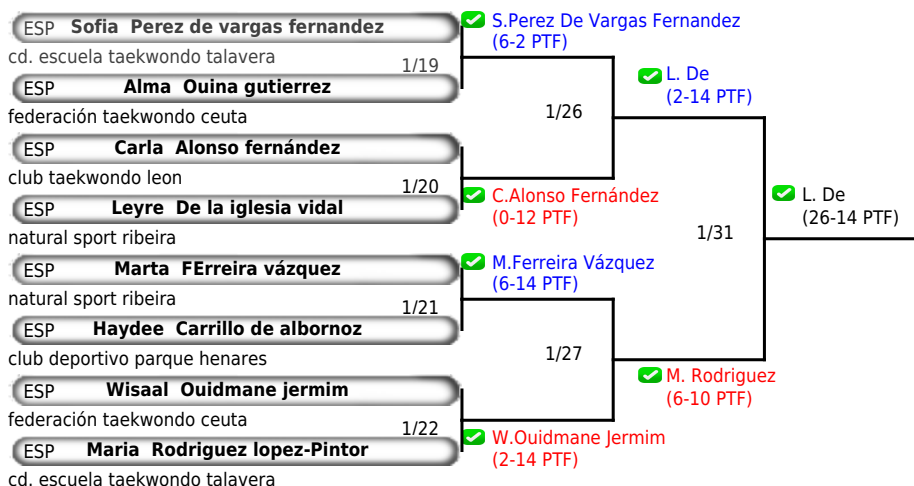 ESP Sofia Perez de vargas fernandez
cd. escuela taekwondo talavera
1/19
ESP Alma Ouina gutierrez
federación taekwondo ceuta
ESP Carla Alonso fernández
club taekwondo leon
1/20
ESP Leyre De la iglesia vidal
natural sport ribeira
ESP Marta FErreira vázquez
natural sport ribeira
1/21
ESP Haydee Carrillo de albornoz
club deportivo parque henares
ESP Wisaal Ouidmane jermim
federación taekwondo ceuta
1/22
ESP Maria Rodriguez lopez-Pintor
cd. escuela taekwondo talavera
S.Perez De Vargas Fernandez
(6-2 PTF)
1/26
C.Alonso Fernández
(0-12 PTF)
M.Ferreira Vázquez
(6-14 PTF)
1/27
W.Ouidmane Jermim
(2-14 PTF)
L. De
(2-14 PTF)
1/31
M. Rodriguez
(6-10 PTF)
L. De
(26-14 PTF)